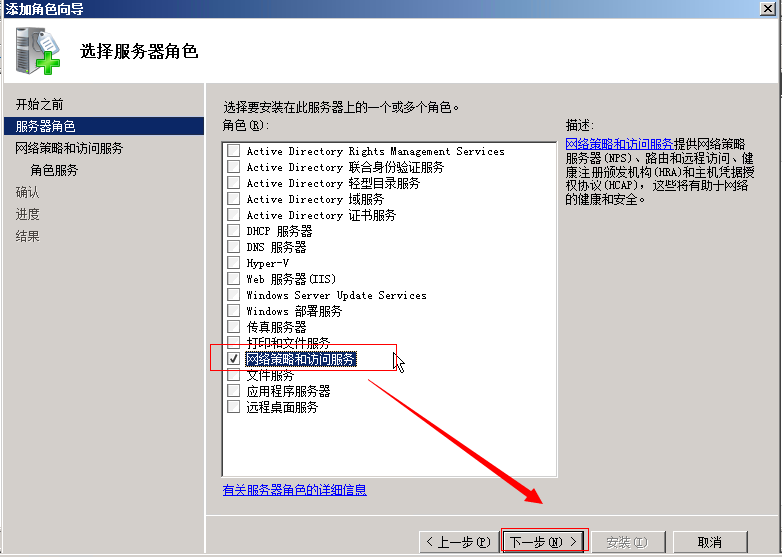 添加角色向导
选择服务器角色
开始之前
服务器角色
网络策略和访问服务
角色服务
确认
进度
结果
选择要安装在此服务器上的一个或多个角色。
角色(R):
Active Directory Rights Management Services
Active Directory 联合身份验证服务
Active Directory 轻型目录服务
Active Directory 域服务
Active Directory 证书服务
DHCP 服务器
DNS 服务器
Hyper-V
Web 服务器(IIS)
Windows Server Update Services
Windows 部署服务
传真服务器
打印和文件服务
网络策略和访问服务
文件服务
应用程序服务器
远程桌面服务
有关服务器角色的详细信息
描述:
网络策略和访问服务提供网络策略
服务器(NPS)、路由和远程访问、健
康注册颁发机构(HRA)和主机凭据授
权协议(HCAP)，这些将有助于网络
的健康和安全。
< 上一步(P)
下一步(N) >
安装(I)
取消